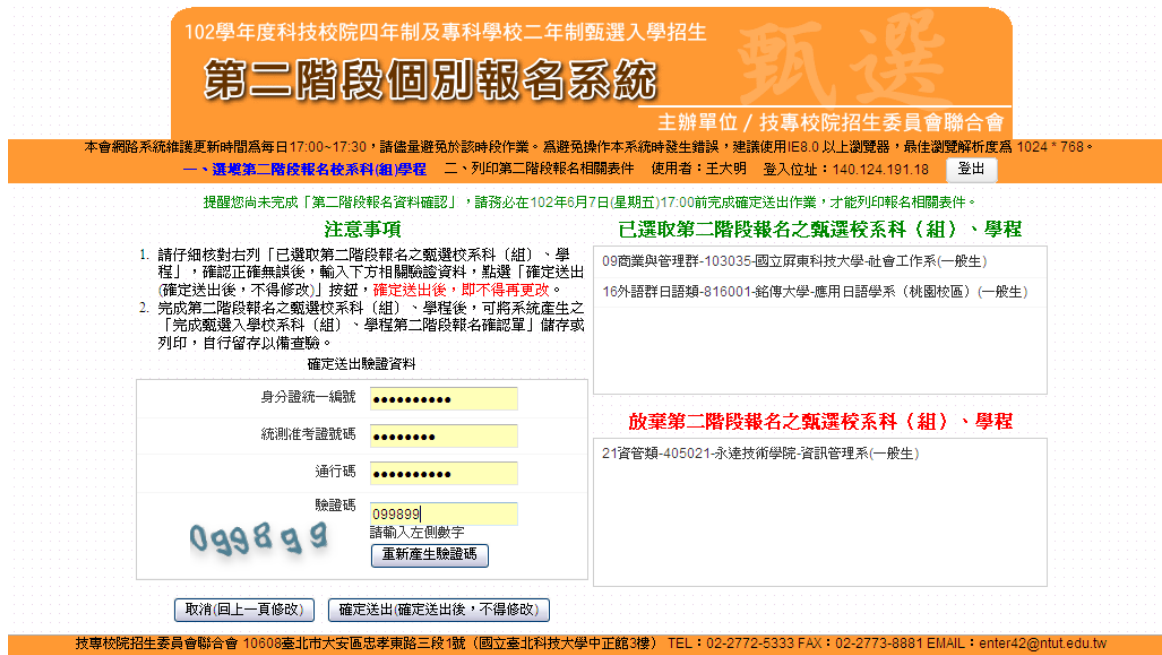 102學年度科技校院四年制及專科學校二年制甄選入學招生
甄選
第二階段個別報名系統
主辦單位 / 技專校院招生委員會聯合會
本會網路系統維護更新時間為每日17:00~17:30，請儘量避免於該時段作業。為避免操作本系統時發生錯誤，建議使用IE8.0以上瀏覽器，最佳瀏覽解析度為 1024 * 768。
一、選填第二階段報名校系科(組)學程 二、列印第二階段報名相關表件 使用者：王大明 登入位址：140.124.191.18 登出
提醒您尚未完成「第二階段報名資料確認」，請務必在102年6月7日(星期五)17:00前完成確定送出作業，才能列印報名相關表件。
注意事項
1. 請仔細核對右列「已選取第二階段報名之甄選校系科（組）、學
程」，確認正確無誤後，輸入下方相關驗證資料，點選「確定送出
(確定送出後，不得修改)」按鈕，確定送出後，即不得再更改。
2. 完成第二階段報名之甄選校系科（組）、學程後，可將系統產生之
「完成甄選入學校系科（組）、學程第二階段報名確認單」儲存或
列印，自行留存以備查驗。
確定送出驗證資料
身分證統一編號 ••••••••••
統測准考證號碼 ••••••••
通行碼 ••••••••••
驗證碼 099899
099899
請輸入左側數字
重新產生驗證碼
取消(回上一頁修改) 確定送出(確定送出後，不得修改)
已選取第二階段報名之甄選校系科（組）、學程
09商業與管理群-103035-國立屏東科技大學-社會工作系(一般生)
16外語群日語類-816001-銘傳大學-應用日語學系（桃園校區）(一般生)
放棄第二階段報名之甄選校系科（組）、學程
21資管類-405021-永達技術學院-資訊管理系(一般生)
技專校院招生委員會聯合會 10608臺北市大安區忠孝東路三段1號（國立臺北科技大學中正館3樓） TEL：02-2772-5333 FAX：02-2773-8881 EMAIL：enter42@ntut.edu.tw